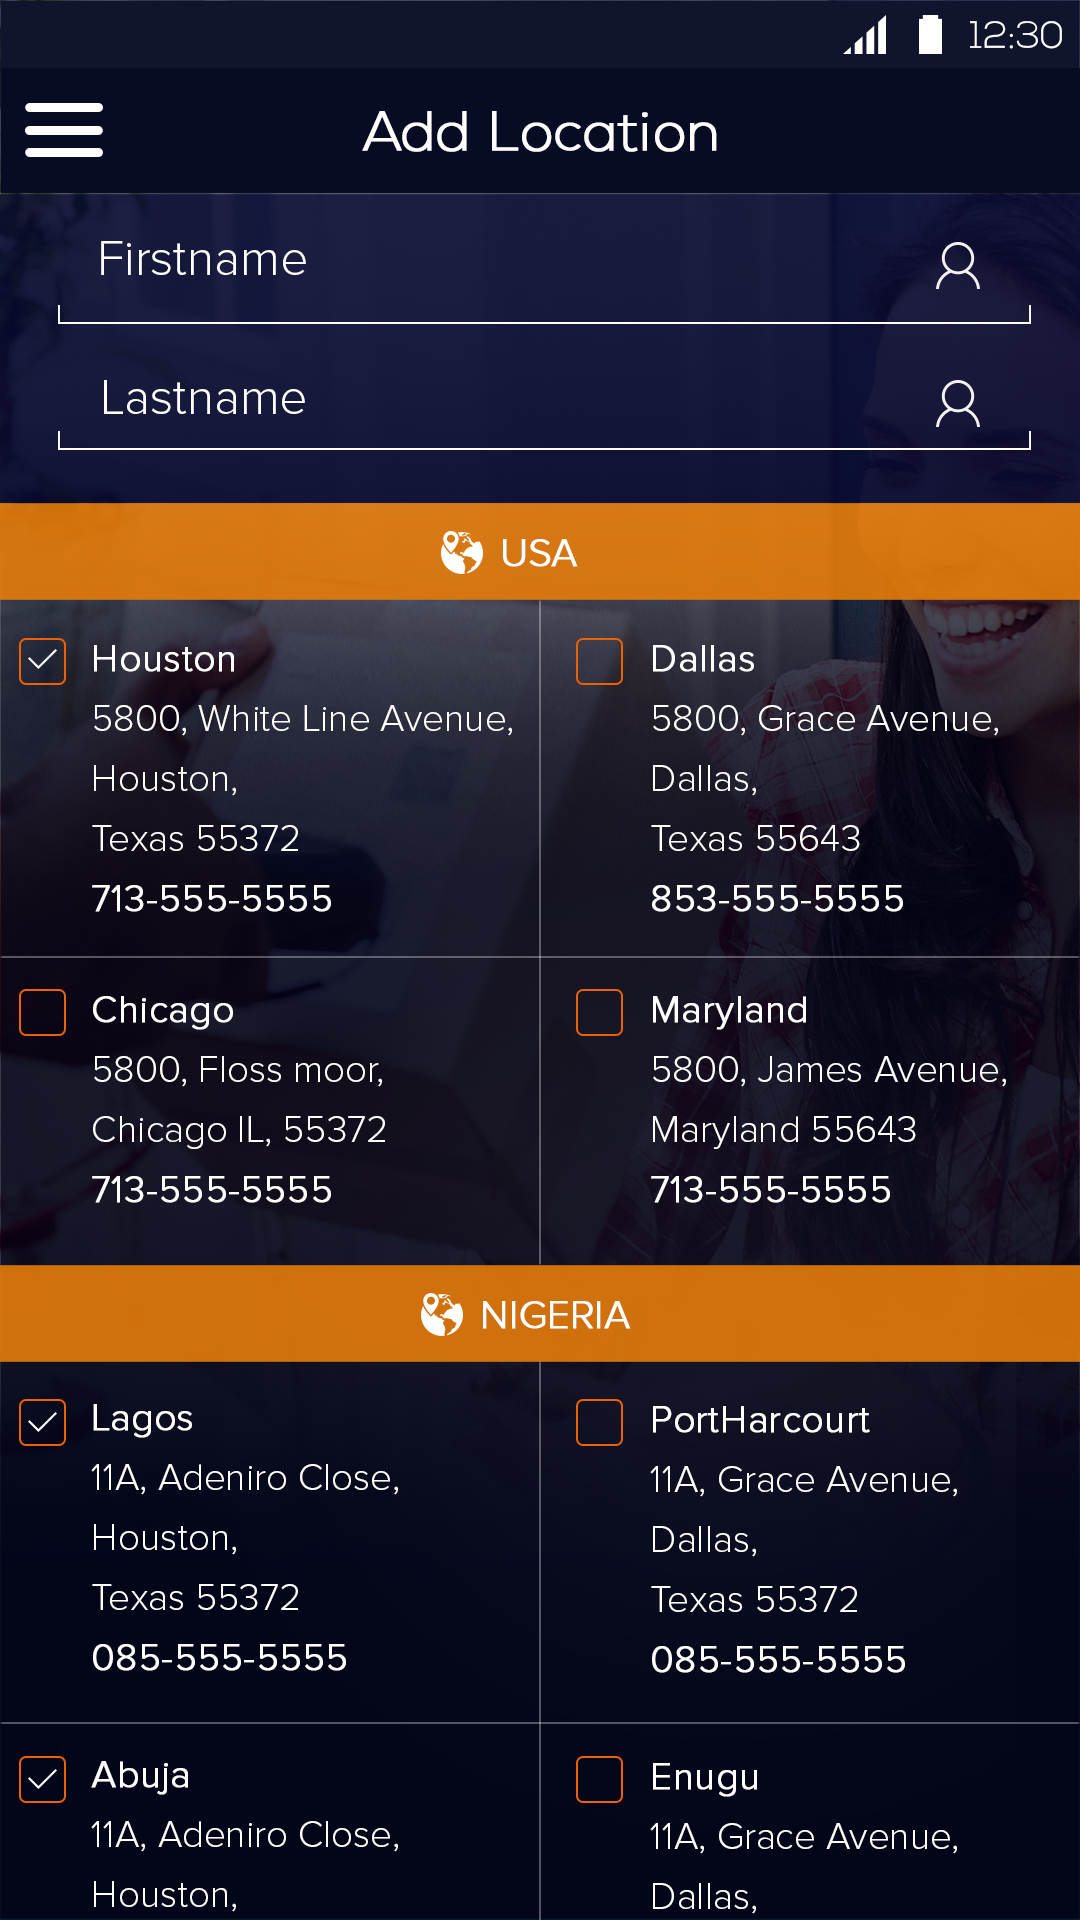 12:30
Add Location
Firstname
Lastname
USA
Houston
5800, White Line Avenue,
Houston,
Texas 55372
713-555-5555
Dallas
5800, Grace Avenue,
Dallas,
Texas 55643
853-555-5555
Chicago
5800, Floss moor,
Chicago IL, 55372
713-555-5555
Maryland
5800, James Avenue,
Maryland 55643
713-555-5555
NIGERIA
Lagos
11A, Adeniro Close,
Houston,
Texas 55372
085-555-5555
PortHarcourt
11A, Grace Avenue,
Dallas,
Texas 55372
085-555-5555
Abuja
11A, Adeniro Close,
Houston,
Enugu
11A, Grace Avenue,
Dallas,